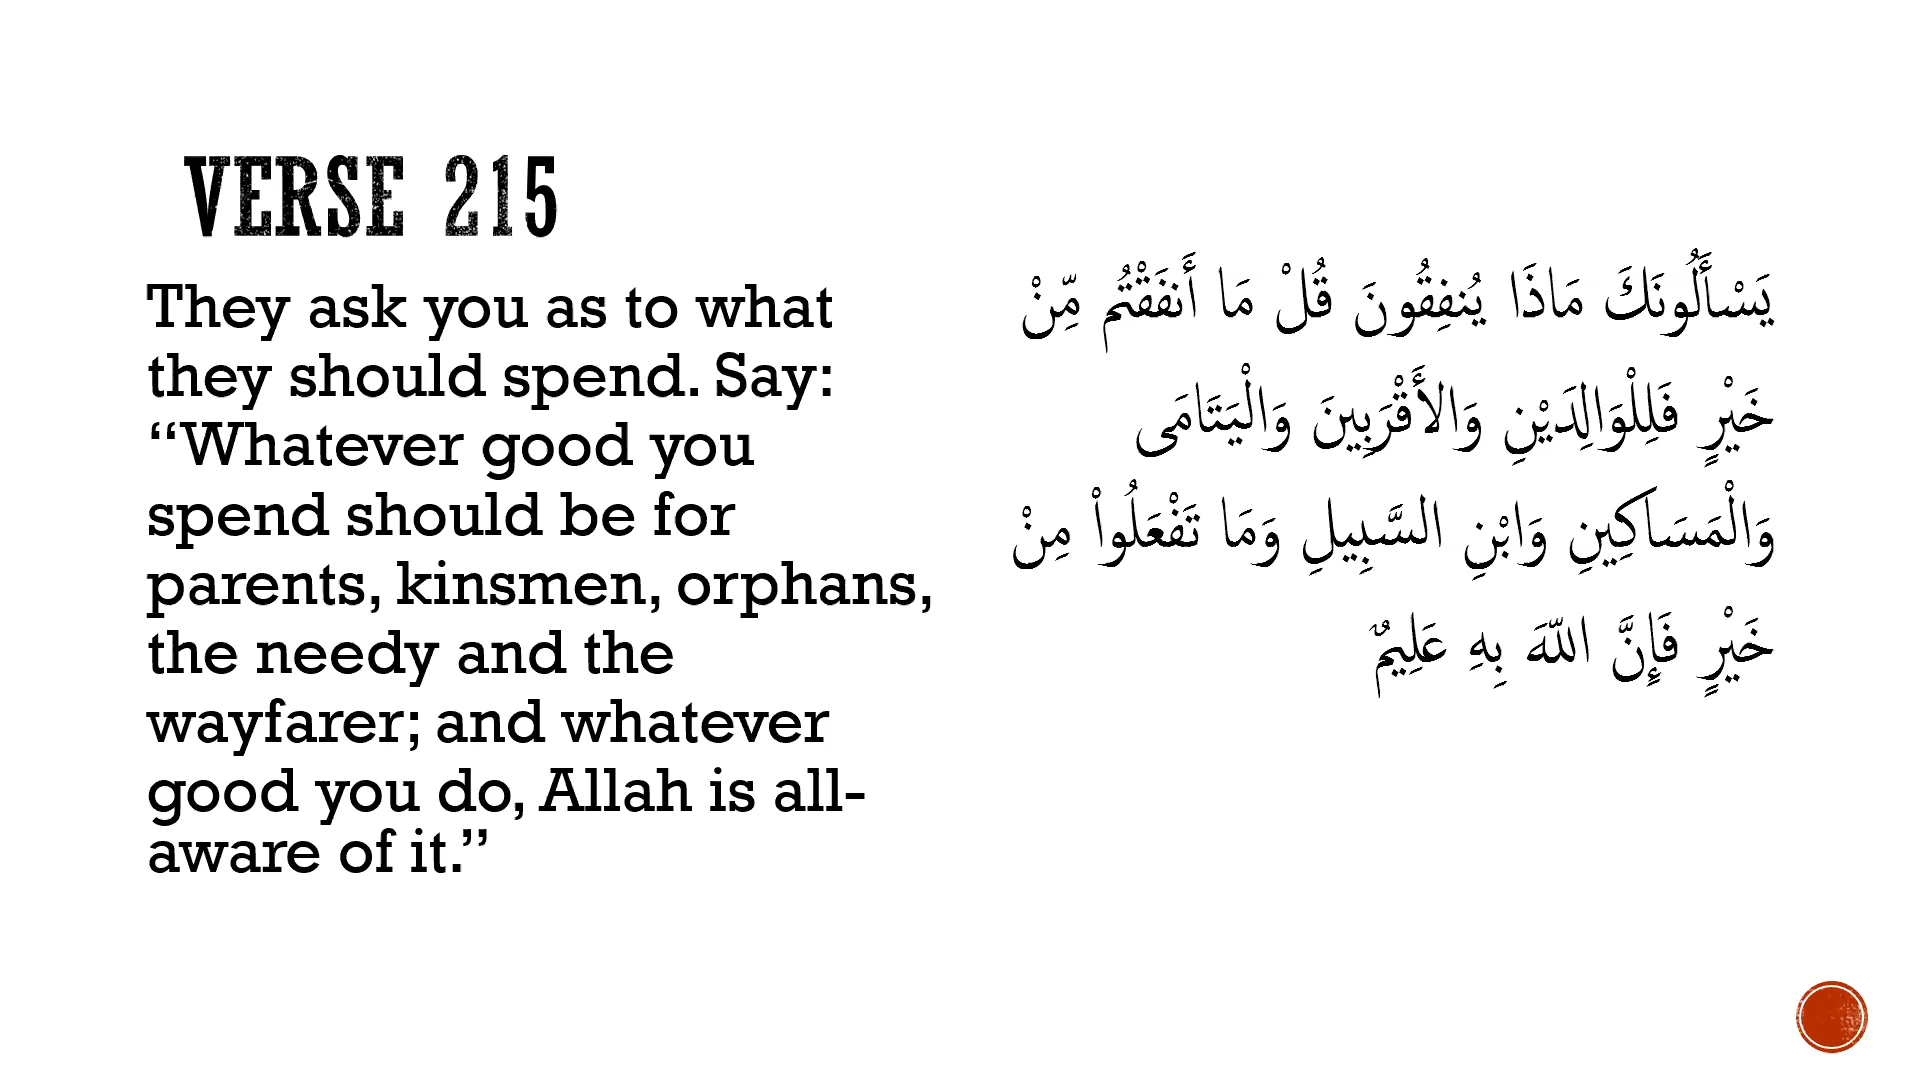 VERSE 215
They ask you as to what
they should spend. Say:
“Whatever good you
spend should be for
parents, kinsmen, orphans,
the needy and the
wayfarer; and whatever
good you do, Allah is all-
aware of it.”
يَسْأَلُونَكَ مَاذَا يُنفِقُونَ قُلْ مَا أَنفَقْتُم مِّنْ
خَيْرٍ فَلِلْوَالِدَيْنِ وَالأَقْرَبِينَ وَالْيَتَامَى
وَالْمَسَاكِينِ وَابْنِ السَّبِيلِ وَمَا تَفْعَلُواْ مِنْ
خَيْرٍ فَإِنَّ اللّهَ بِهِ عَلِيمٌ